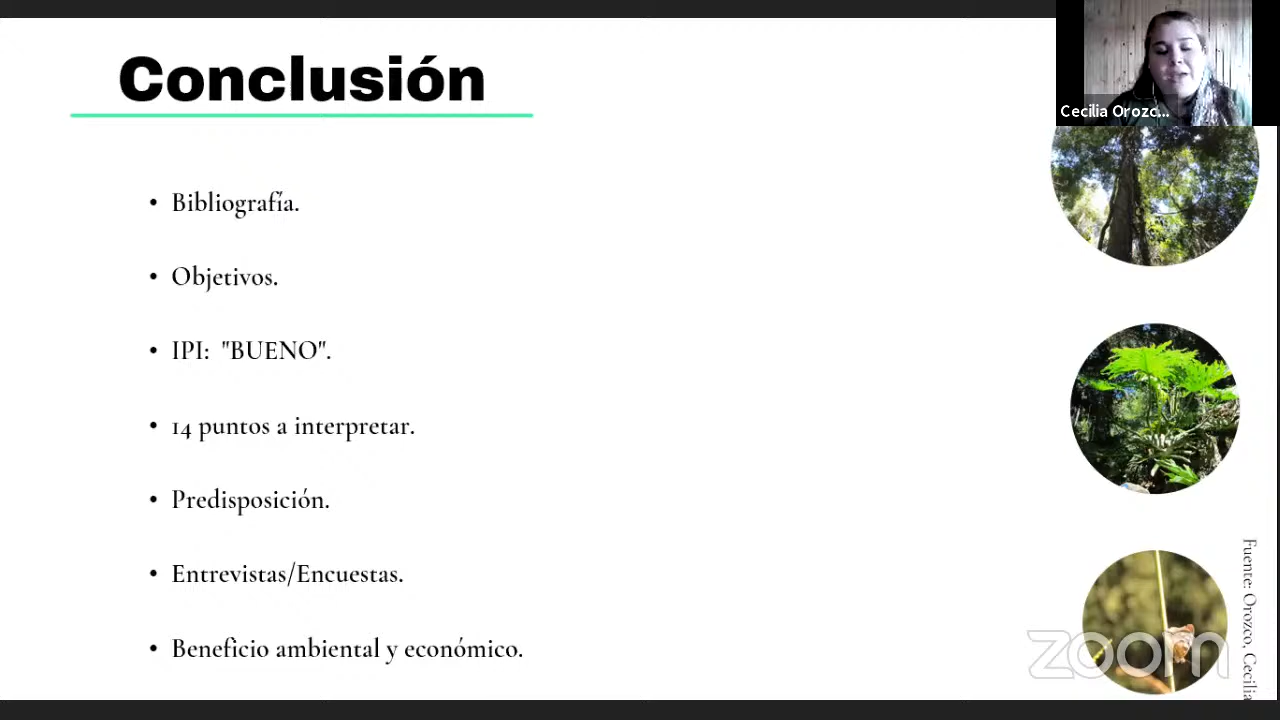 Conclusión
Cecilia Orozc...
• Bibliografía.
• Objetivos.
• IPI: "BUENO".
• 14 puntos a interpretar.
• Predisposición.
• Entrevistas/Encuestas.
• Beneficio ambiental y económico.
Fuente: Orozco, Cecilia
zoom